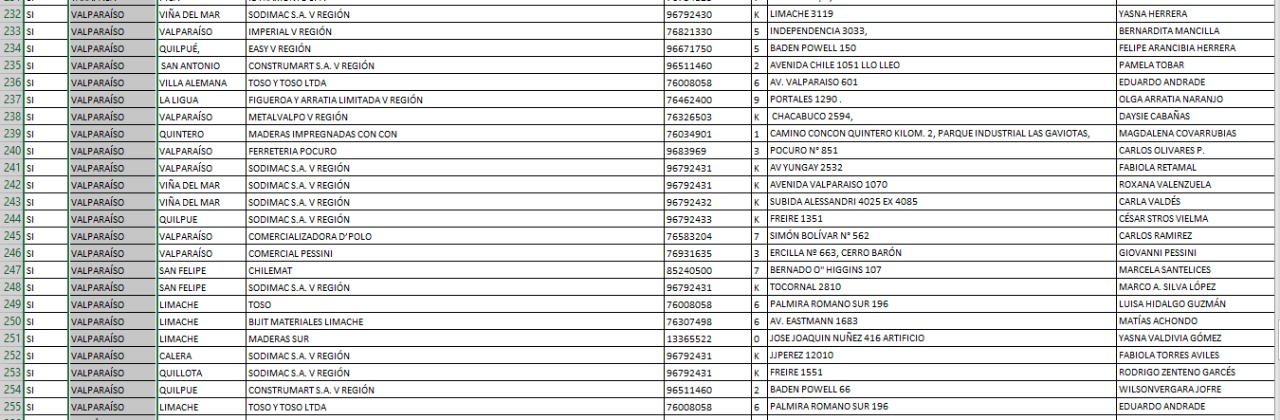 232 SI VALPARAÍSO VIÑA DEL MAR SODIMAC S.A. V REGIÓN 96792430 K LIMACHE 3119 YASNA HERRERA
233 SI VALPARAÍSO VALPARAÍSO IMPERIAL V REGIÓN 76821330 5 INDEPENDENCIA 3033, BERNARDITA MANCILLA
234 SI VALPARAÍSO QUILPUÉ, EASY V REGIÓN 96671750 5 BADEN POWELL 150 FELIPE ARANCIBIA HERRERA
235 SI VALPARAÍSO SAN ANTONIO CONSTRUMART S.A. V REGIÓN 96511460 2 AVENIDA CHILE 1051 LLO LLEO PAMELA TOBAR
236 SI VALPARAÍSO VILLA ALEMANA TOSO Y TOSO LTDA 76008058 6 AV. VALPARAISO 601 EDUARDO ANDRADE
237 SI VALPARAÍSO LA LIGUA FIGUEROA Y ARRATIA LIMITADA V REGIÓN 76462400 9 PORTALES 1290 . OLGA ARRATIA NARANJO
238 SI VALPARAÍSO VALPARAÍSO METALVALPO V REGIÓN 76326503 K CHACABUCO 2594, DAYSIE CABAÑAS
239 SI VALPARAÍSO QUINTERO MADERAS IMPREGNADAS CON CON 76034901 1 CAMINO CONCON QUINTERO KILOM. 2, PARQUE INDUSTRIAL LAS GAVIOTAS, MAGDALENA COVARRUBIAS
240 SI VALPARAÍSO VALPARAÍSO FERRETERIA POCURO 9683969 3 POCURO N° 851 CARLOS OLIVARES P.
241 SI VALPARAÍSO VALPARAÍSO SODIMAC S.A. V REGIÓN 96792431 K AV YUNGAY 2532 FABIOLA RETAMAL
242 SI VALPARAÍSO VIÑA DEL MAR SODIMAC S.A. V REGIÓN 96792431 K AVENIDA VALPARAISO 1070 ROXANA VALENZUELA
243 SI VALPARAÍSO VIÑA DEL MAR SODIMAC S.A. V REGIÓN 96792432 K SUBIDA ALESSANDRI 4025 EX 4085 CARLA VALDÉS
244 SI VALPARAÍSO QUILPUE SODIMAC S.A. V REGIÓN 96792433 K FREIRE 1351 CÉSAR STROS VIELMA
245 SI VALPARAÍSO VALPARAÍSO COMERCIALIZADORA D'POLO 76583204 7 SIMÓN BOLÍVAR N° 562 CARLOS RAMIREZ
246 SI VALPARAÍSO VALPARAÍSO COMERCIAL PESSINI 76931635 3 ERCILLA Nº 663, CERRO BARÓN GIOVANNI PESSINI
247 SI VALPARAÍSO SAN FELIPE CHILEMAT 85240500 7 BERNADO O" HIGGINS 107 MARCELA SANTELICES
248 SI VALPARAÍSO SAN FELIPE SODIMAC S.A. V REGIÓN 96792431 K TOCORNAL 2810 MARCO A. SILVA LÓPEZ
249 SI VALPARAÍSO LIMACHE TOSO 76008058 6 PALMIRA ROMANO SUR 196 LUISA HIDALGO GUZMÁN
250 SI VALPARAÍSO LIMACHE BIJIT MATERIALES LIMACHE 76307498 6 AV. EASTMANN 1683 MATÍAS ACHONDO
251 SI VALPARAÍSO LIMACHE MADERAS SUR 13365522 0 JOSE JOAQUIN NUÑEZ 416 ARTIFICIO YASNA VALDIVIA GÓMEZ
252 SI VALPARAÍSO CALERA SODIMAC S.A. V REGIÓN 96792431 K JJPEREZ 12010 FABIOLA TORRES AVILES
253 SI VALPARAÍSO QUILLOTA SODIMAC S.A. V REGIÓN 96792431 K FREIRE 1551 RODRIGO ZENTENO GARCÉS
254 SI VALPARAÍSO QUILPUE CONSTRUMART S.A. V REGIÓN 96511460 2 BADEN POWELL 66 WILSONVERGARA JOFRE
255 SI VALPARAÍSO LIMACHE TOSO Y TOSO LTDA 76008058 6 PALMIRA ROMANO SUR 196 EDUARDO ANDRADE